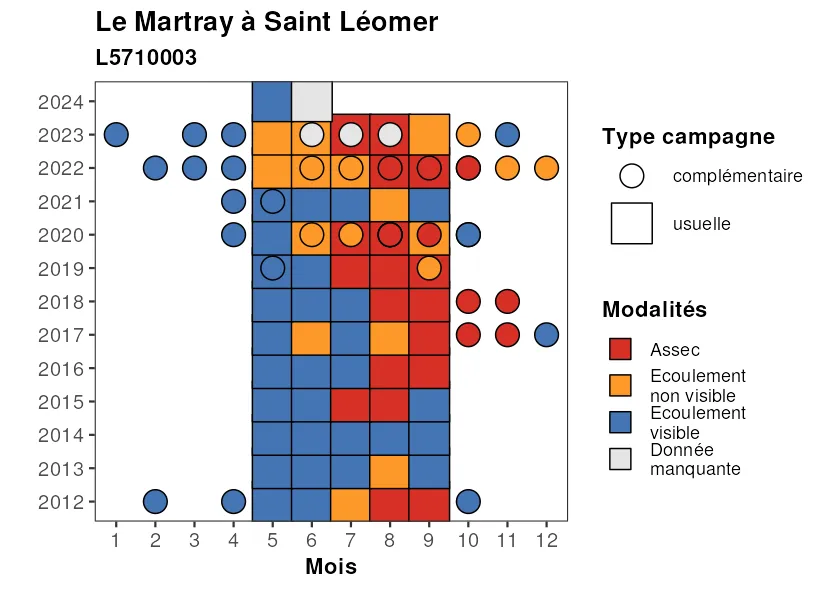 Le Martray à Saint Léomer
L5710003
2024
2023
2022
2021
2020
2019
2018
2017
2016
2015
2014
2013
2012
1 2 3 4 5 6 7 8 9 10 11 12
Mois
Type campagne
complémentaire
usuelle
Modalités
Assec
Ecoulement
non visible
Ecoulement
visible
Donnée
manquante